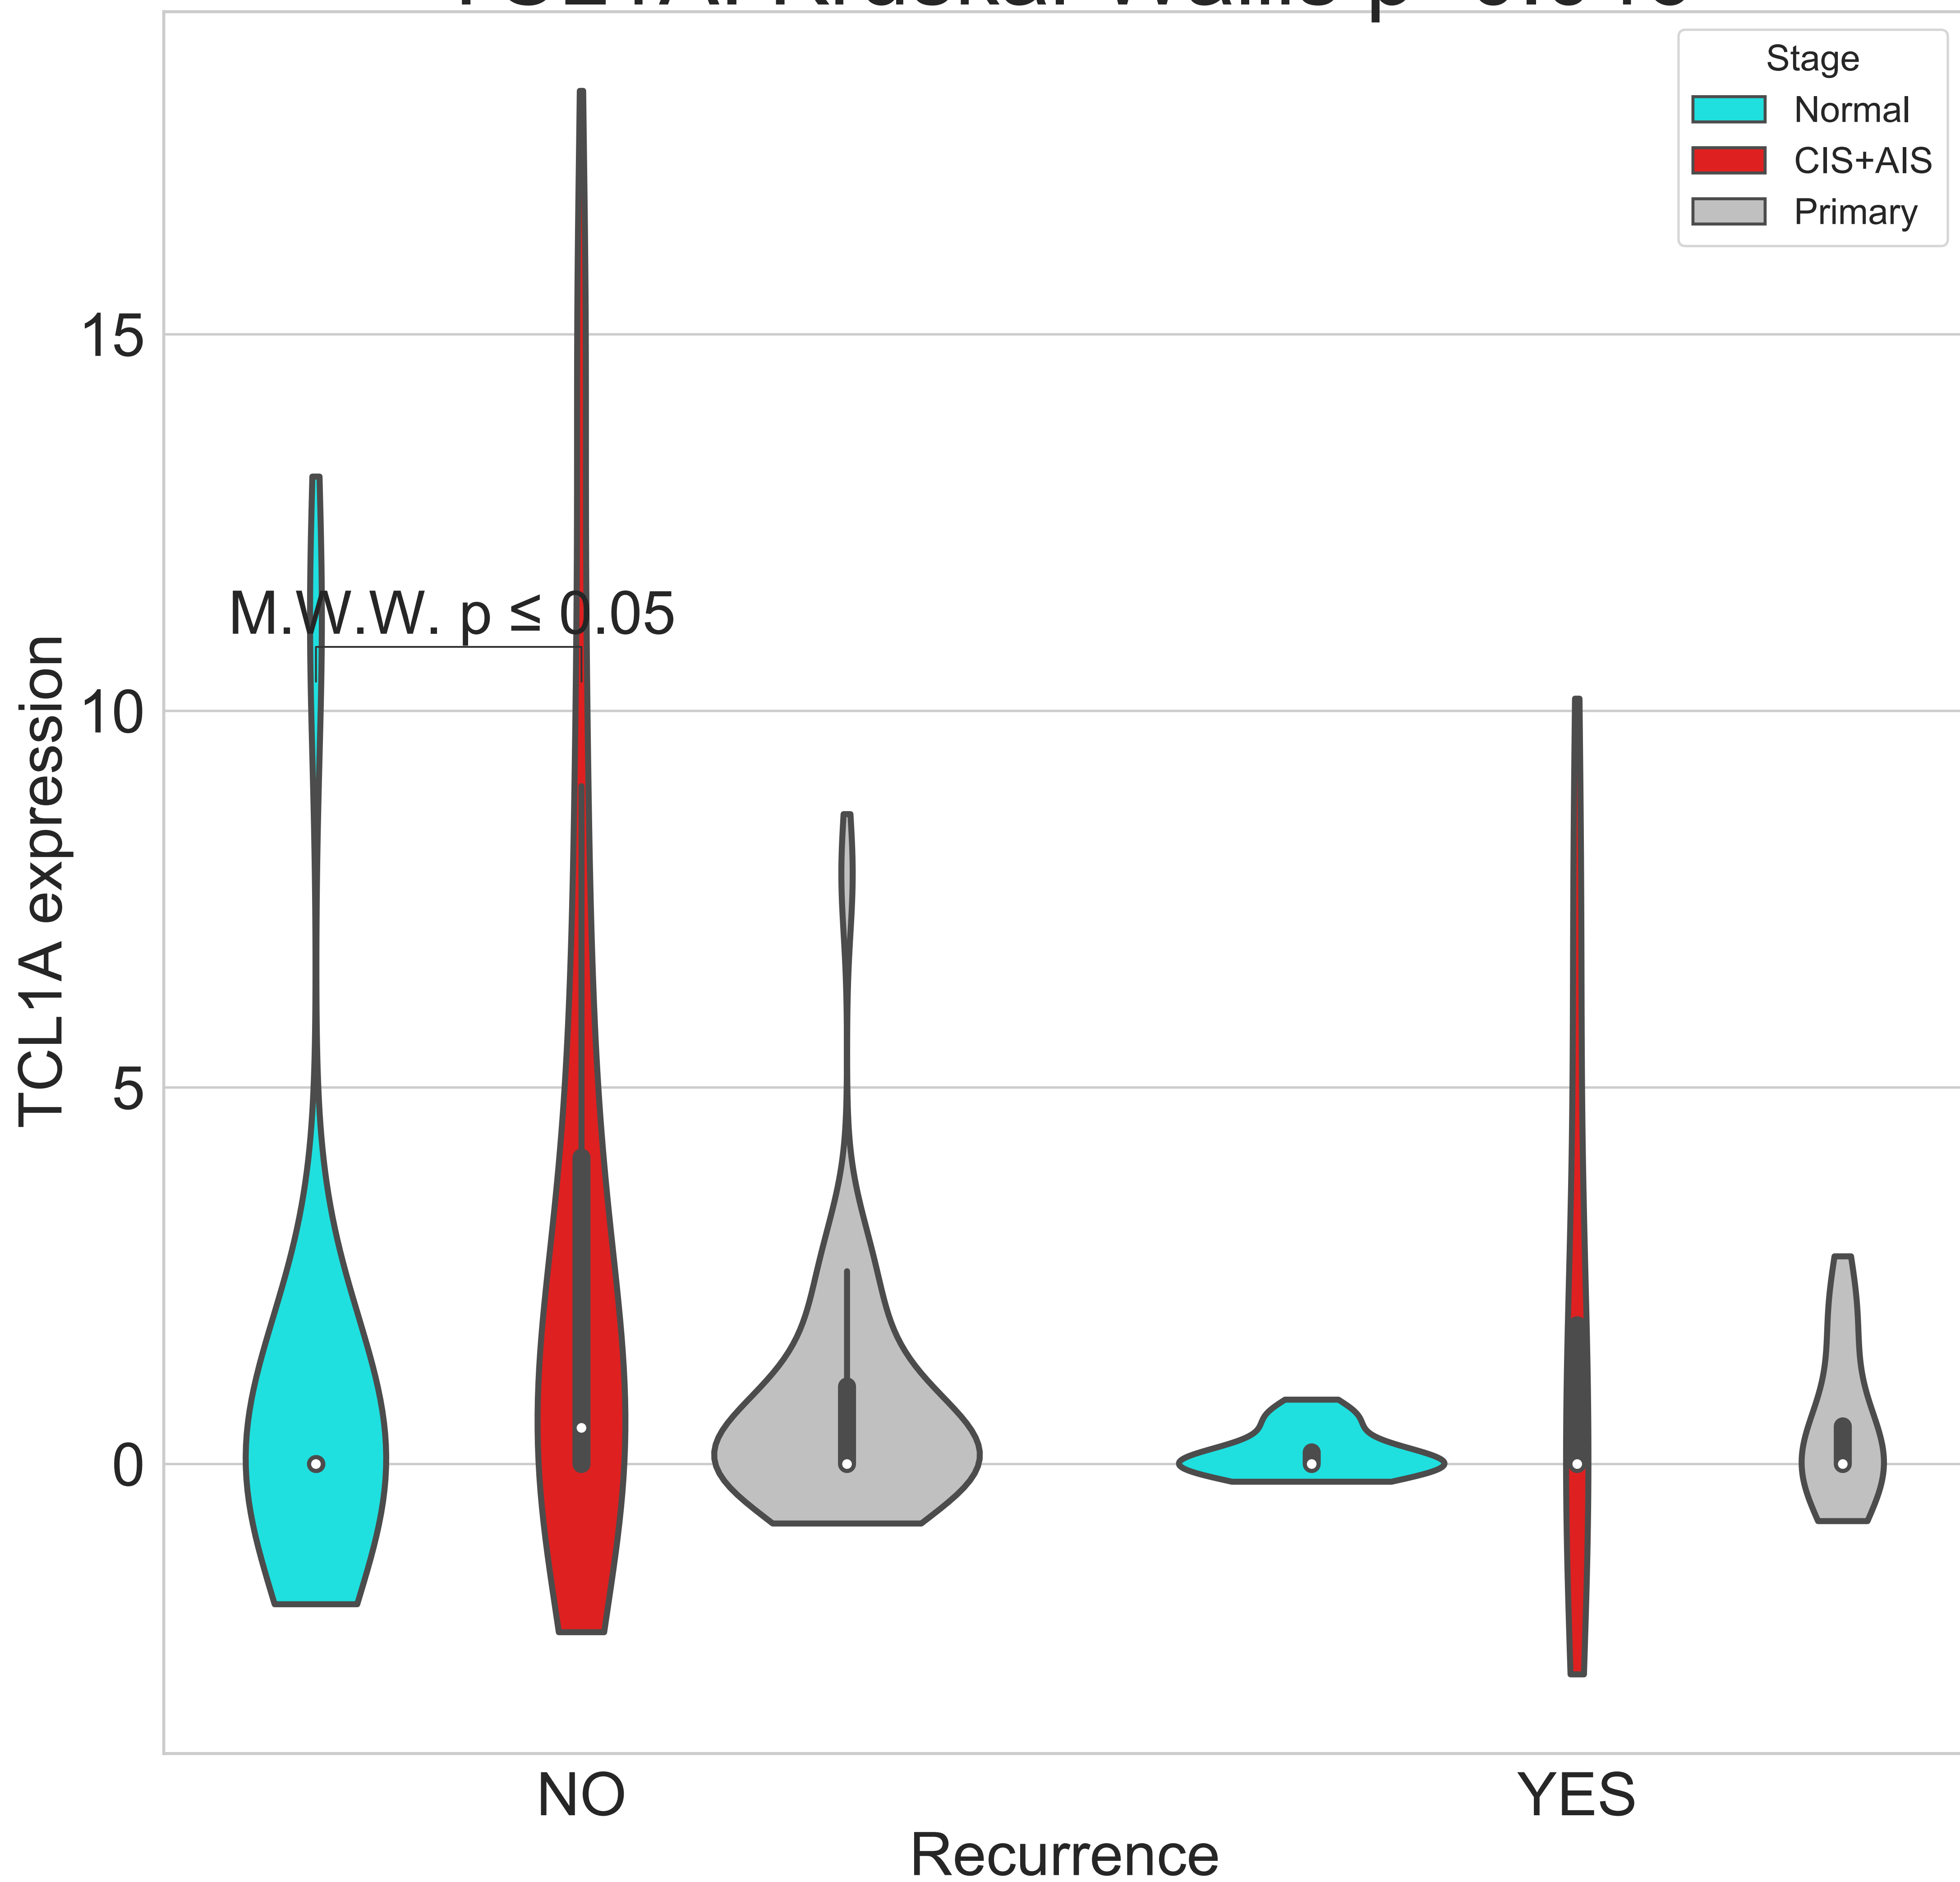 Stage
Normal
CIS+AIS
Primary
15
10
5
0
M.W.W. p ≤ 0.05
TCL1A expression
NO
YES
Recurrence